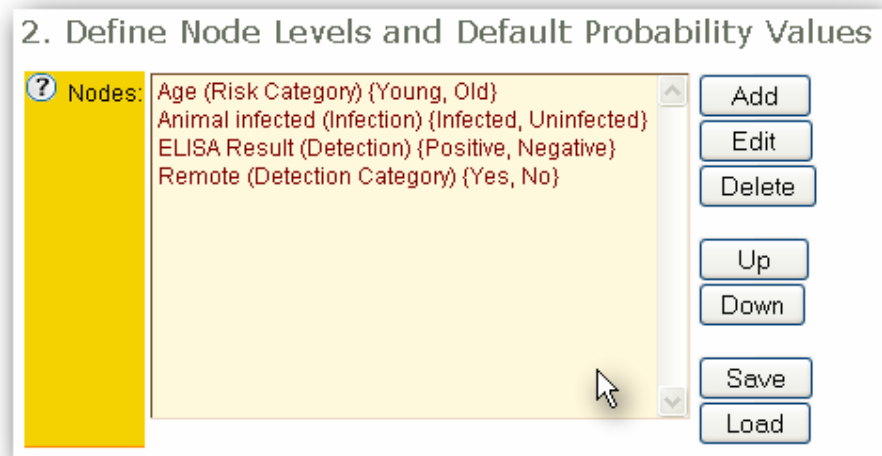 2. Define Node Levels and Default Probability Values
? Nodes:
Age (Risk Category) {Young, Old}
Animal infected (Infection) {Infected, Uninfected}
ELISA Result (Detection) {Positive, Negative}
Remote (Detection Category) {Yes, No}
Add
Edit
Delete
Up
Down
Save
Load